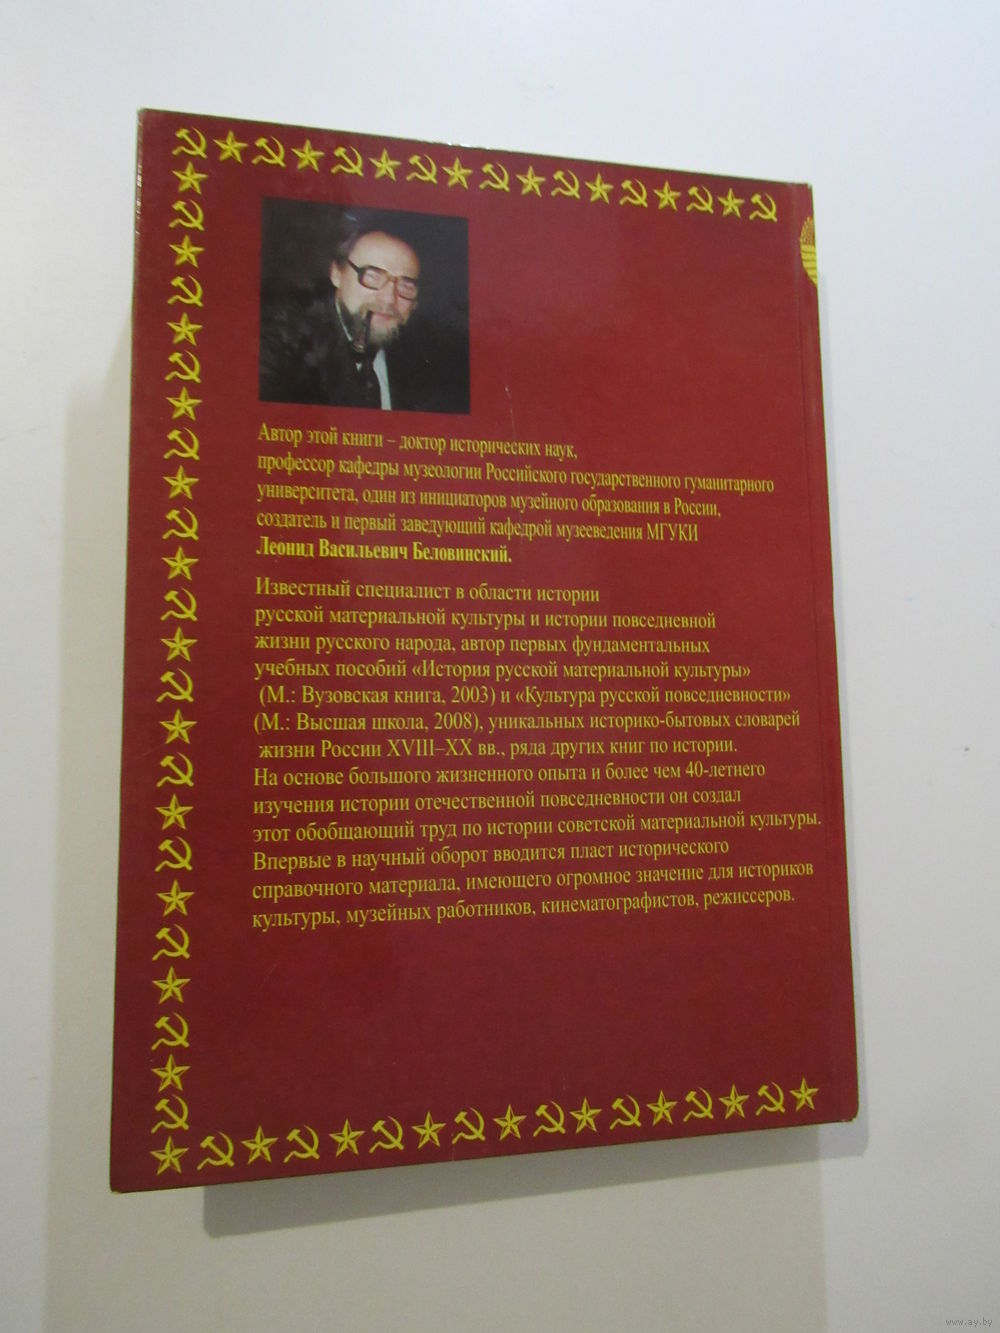 Автор этой книги – доктор исторических наук,
профессор кафедры музеологии Российского государственного гуманитарного
университета, один из инициаторов музейного образования в России,
создатель и первый заведующий кафедрой музееведения МГУКИ
Леонид Васильевич Беловинский.
Известный специалист в области истории
русской материальной культуры и истории повседневной
жизни русского народа, автор первых фундаментальных
учебных пособий «История русской материальной культуры»
(М.: Вузовская книга, 2003) и «Культура русской повседневности»
(М.: Высшая школа, 2008), уникальных историко-бытовых словарей
жизни России XVIII–XX вв., ряда других книг по истории.
На основе большого жизненного опыта и более чем 40-летнего
изучения истории отечественной повседневности он создал
этот обобщающий труд по истории советской материальной культуры.
Впервые в научный оборот вводится пласт исторического
справочного материала, имеющего огромное значение для историков
культуры, музейных работников, кинематографистов, режиссеров.
www.ay.by